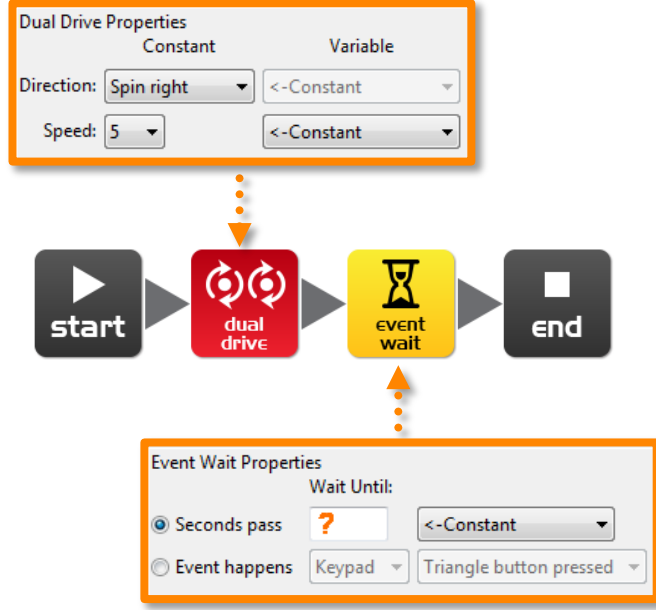 Dual Drive Properties
Constant Variable
Direction: Spin right <-Constant
Speed: 5 <-Constant
start
dual
drive
event
wait
end
Event Wait Properties
Wait Until:
Seconds pass ? <-Constant
Event happens Keypad Triangle button pressed